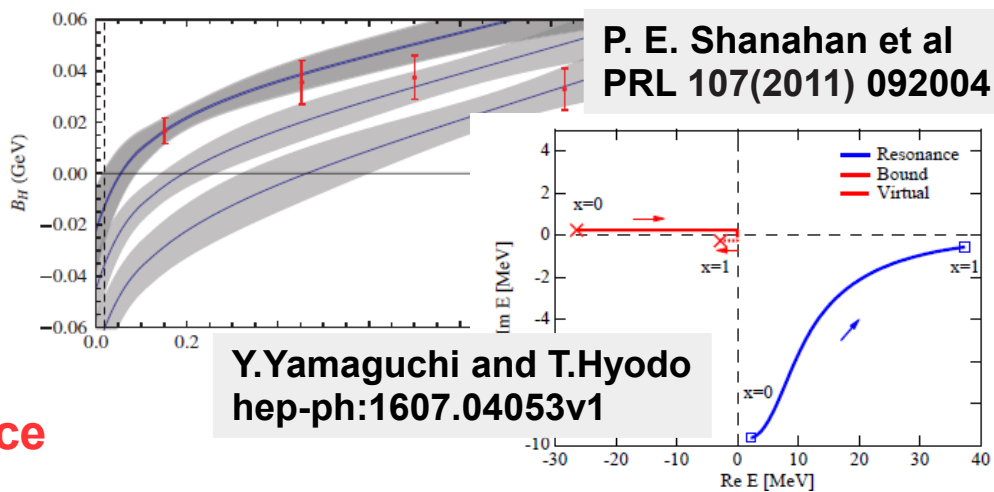 P. E. Shanahan et al
PRL 107(2011) 092004
0.06
0.04
0.02
0.00
−0.02
−0.04
−0.06
B_H (GeV)
0.0
0.2
4
2
0
-2
-4
-10
Im E [MeV]
Resonance
Bound
Virtual
x=0
x=1
x=1
x=0
-30
-20
-10
0
10
20
30
40
Re E [MeV]
Y.Yamaguchi and T.Hyodo
hep-ph:1607.04053v1
ce